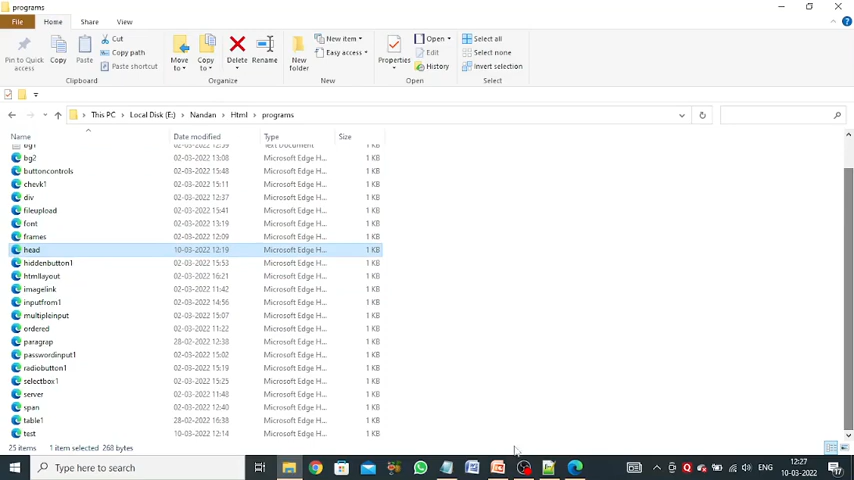 programs
File Home Share View
Pin to Quick access
Copy
Paste
Cut
Copy path
Paste shortcut
Clipboard
Move to
Copy to
Delete
Rename
Organize
New folder
New item
Easy access
New
Properties
Open
Edit
History
Open
Select all
Select none
Invert selection
Select
This PC > Local Disk (E:) > Nandan > Html > programs
Name Date modified Type Size
bg1 02-03-2022 12:59 Text Document 1 KB
bg2 02-03-2022 13:08 Microsoft Edge H... 1 KB
buttoncontrols 02-03-2022 15:48 Microsoft Edge H... 1 KB
chevk1 02-03-2022 15:11 Microsoft Edge H... 1 KB
div 02-03-2022 12:37 Microsoft Edge H... 1 KB
fileupload 02-03-2022 15:41 Microsoft Edge H... 1 KB
font 02-03-2022 13:19 Microsoft Edge H... 1 KB
frames 02-03-2022 12:09 Microsoft Edge H... 1 KB
head 10-03-2022 12:19 Microsoft Edge H... 1 KB
hiddenbutton1 02-03-2022 15:53 Microsoft Edge H... 1 KB
htmllayout 02-03-2022 16:21 Microsoft Edge H... 1 KB
imagelink 02-03-2022 11:42 Microsoft Edge H... 1 KB
inputfrom1 02-03-2022 14:56 Microsoft Edge H... 1 KB
multipleinput 02-03-2022 15:07 Microsoft Edge H... 1 KB
ordered 02-03-2022 11:22 Microsoft Edge H... 1 KB
paragrap 28-02-2022 12:38 Microsoft Edge H... 1 KB
passwordinput1 02-03-2022 15:02 Microsoft Edge H... 1 KB
radiobutton1 02-03-2022 15:19 Microsoft Edge H... 1 KB
selectbox1 02-03-2022 15:25 Microsoft Edge H... 1 KB
server 02-03-2022 11:48 Microsoft Edge H... 1 KB
span 02-03-2022 12:40 Microsoft Edge H... 1 KB
table1 28-02-2022 16:38 Microsoft Edge H... 1 KB
test 10-03-2022 12:14 Microsoft Edge H... 1 KB
25 items 1 item selected 268 bytes
Type here to search
ENG
12:27
10-03-2022
17